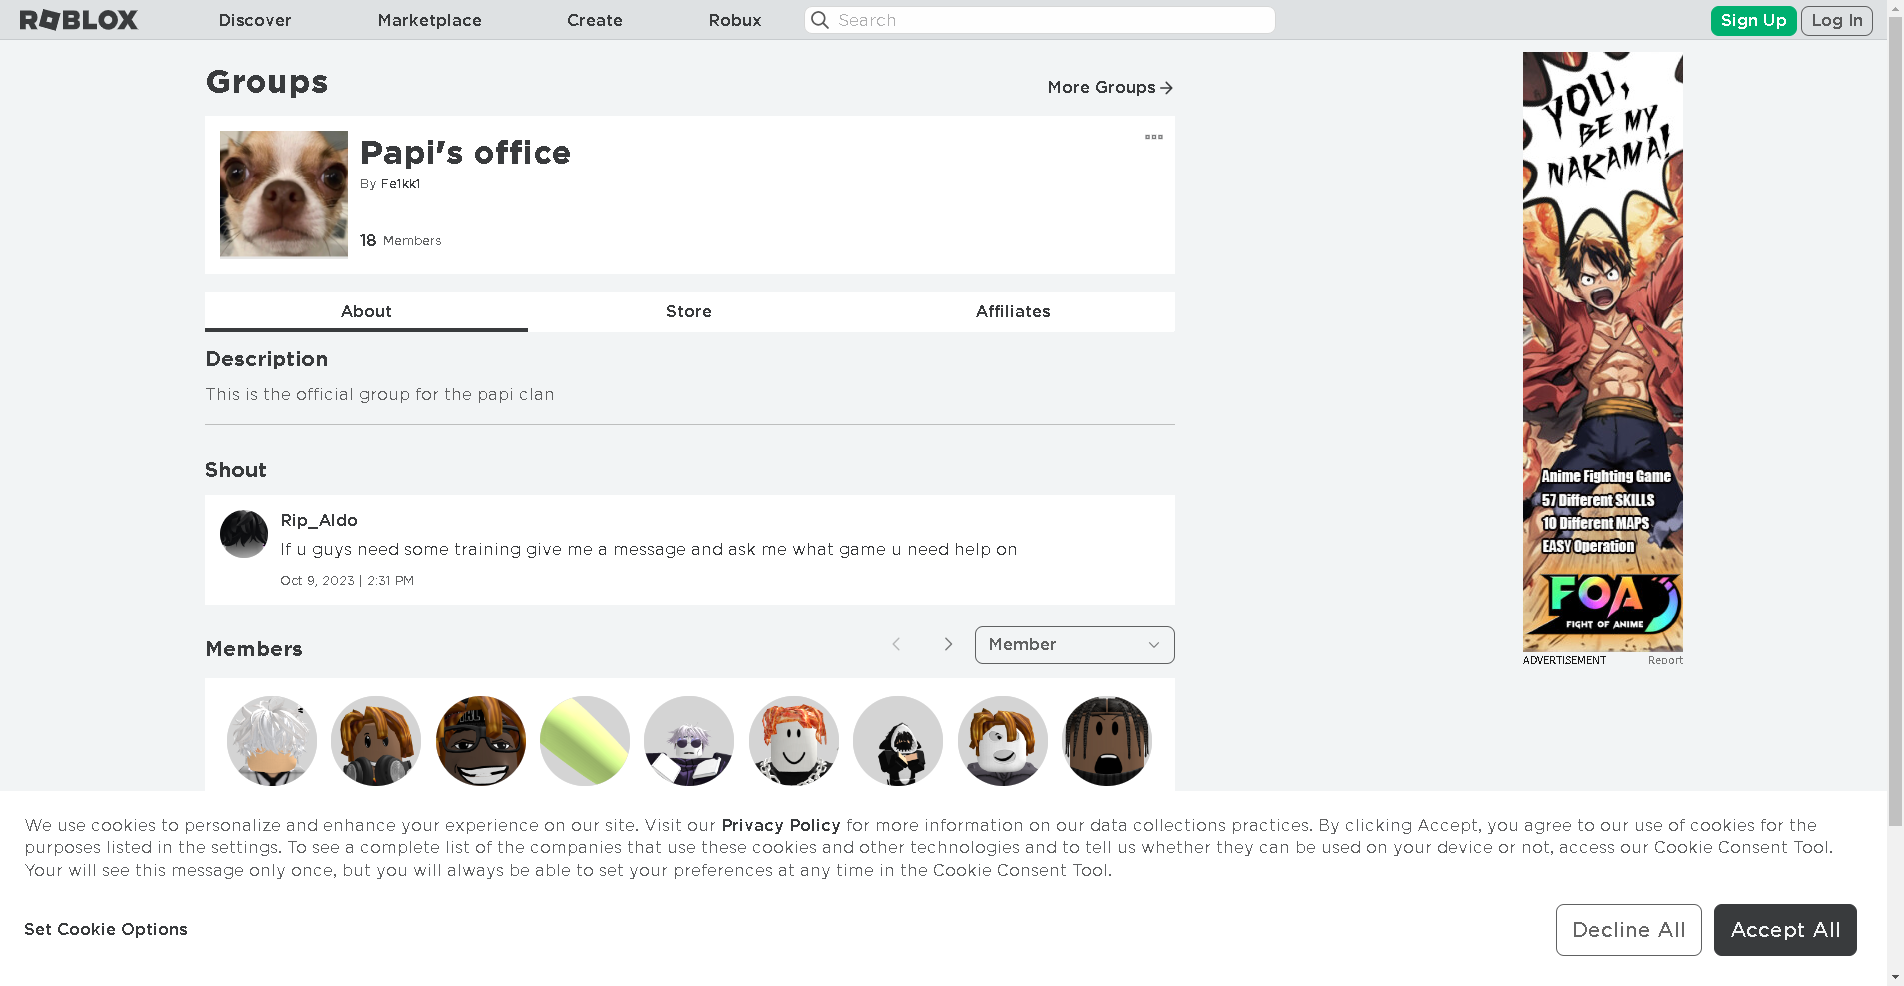 ROBLOX
Discover
Marketplace
Create
Robux
Search
Sign Up
Log In
Groups
More Groups
Papi's office
By Fe1kk1
18 Members
About
Store
Affiliates
Description
This is the official group for the papi clan
Shout
Rip_Aldo
If u guys need some training give me a message and ask me what game u need help on
Oct 9, 2023 | 2:31 PM
Members
Member
YOU,
BE MY
NAKAMA!
Anime Fighting Game
57 Different SKILLS
10 Different MAPS
EASY Operation
FOA
FIGHT OF ANIME
ADVERTISEMENT
Report
We use cookies to personalize and enhance your experience on our site. Visit our Privacy Policy for more information on our data collections practices. By clicking Accept, you agree to our use of cookies for the
purposes listed in the settings. To see a complete list of the companies that use these cookies and other technologies and to tell us whether they can be used on your device or not, access our Cookie Consent Tool.
Your will see this message only once, but you will always be able to set your preferences at any time in the Cookie Consent Tool.
Set Cookie Options
Decline All
Accept All